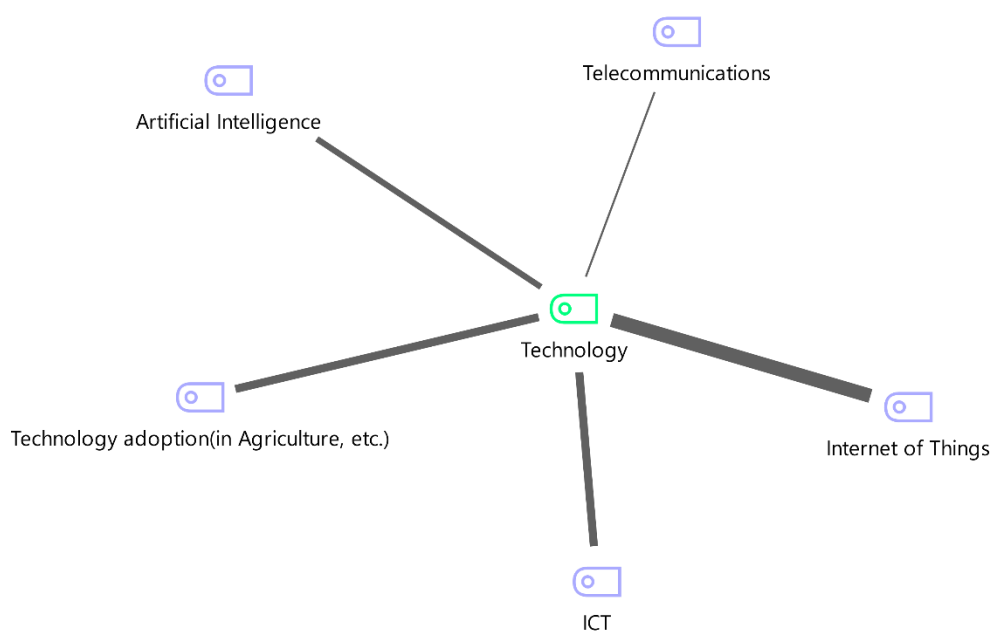 Telecommunications
Artificial Intelligence
Technology
Technology adoption(in Agriculture, etc.)
Internet of Things
ICT